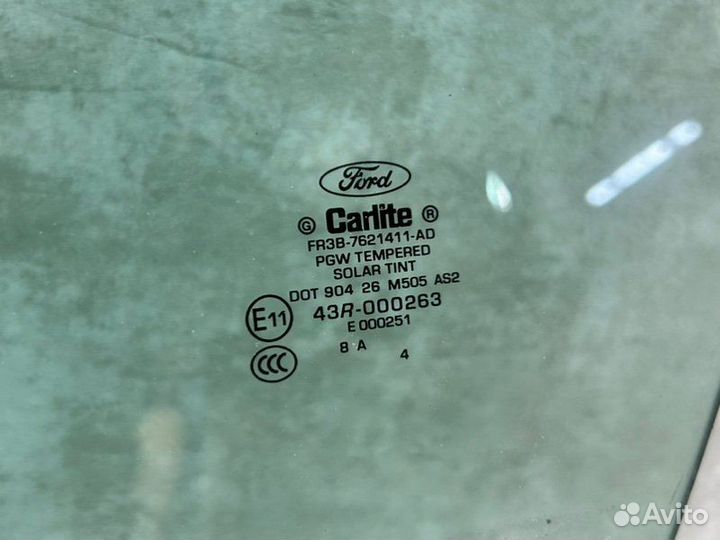 Ford
G Carlite R
FR3B-7621411-AD
PGW TEMPERED
SOLAR TINT
DOT 904 26 M505 AS2
E11 43R-000263
E 000251
CCC 8 A 4
Avito